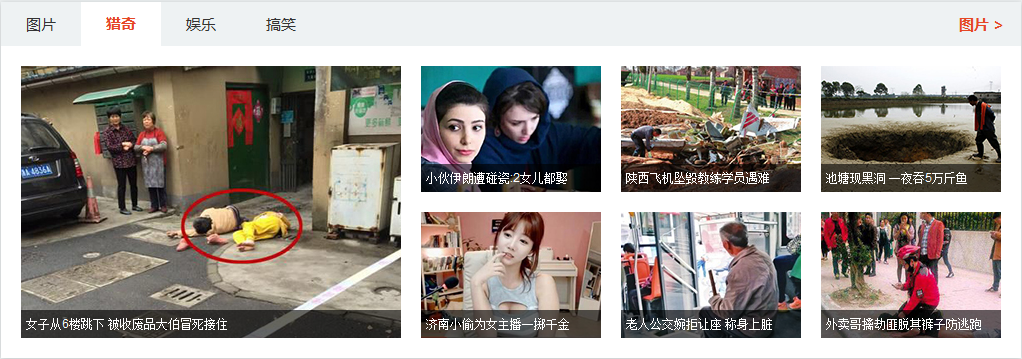 图片
猎奇
娱乐
搞笑
图片 >
女子从6楼跳下 被收废品大伯冒死接住
小伙伊朗遭碰瓷:2女儿都娶
陕西飞机坠毁教练学员遇难
池塘现黑洞 一夜吞5万斤鱼
济南小偷为女主播一掷千金
老人公交婉拒让座 称身上脏
外卖哥擒劫匪脱其裤子防逃跑